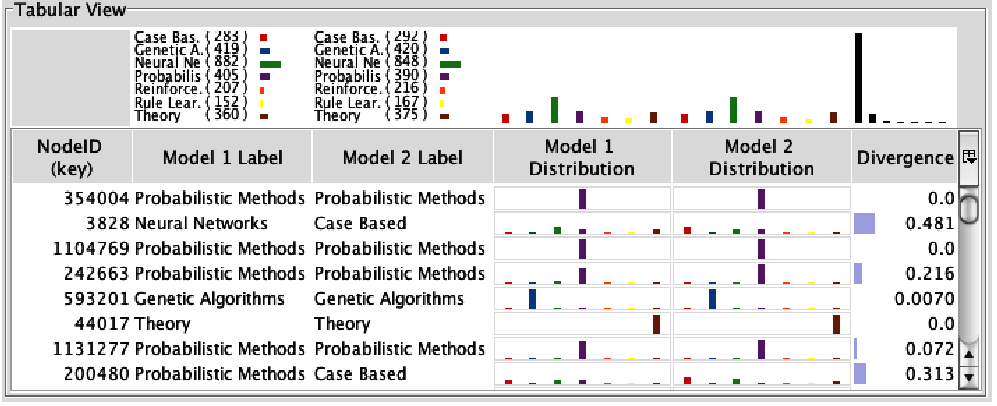 Tabular View
Case Bas. ( 283 ) Case Bas. ( 292 )
Genetic A. ( 419 ) Genetic A. ( 420 )
Neural Ne ( 882 ) Neural Ne ( 848 )
Probabilis ( 405 ) Probabilis ( 390 )
Reinforce. ( 207 ) Reinforce. ( 216 )
Rule Lear. ( 152 ) Rule Lear. ( 167 )
Theory ( 360 ) Theory ( 375 )
NodeID (key) Model 1 Label Model 2 Label Model 1 Distribution Model 2 Distribution Divergence
354004 Probabilistic Methods Probabilistic Methods 0.0
3828 Neural Networks Case Based 0.481
1104769 Probabilistic Methods Probabilistic Methods 0.0
242663 Probabilistic Methods Probabilistic Methods 0.216
593201 Genetic Algorithms Genetic Algorithms 0.0070
44017 Theory Theory 0.0
1131277 Probabilistic Methods Probabilistic Methods 0.072
200480 Probabilistic Methods Case Based 0.313